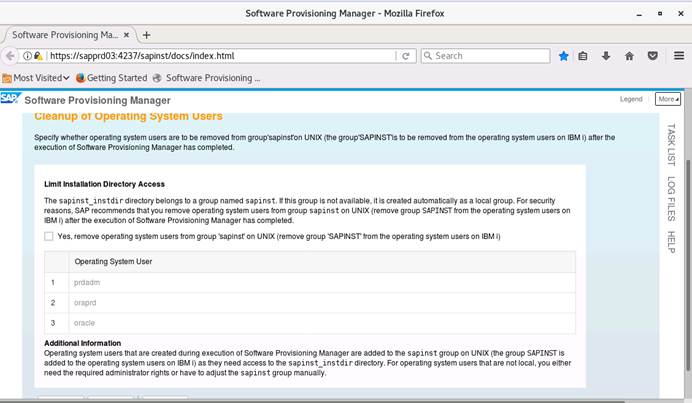 Software Provisioning Manager - Mozilla Firefox
Software Provisioning Ma...
https://sapprd03:4237/sapinst/docs/index.html
Search
Most Visited
Getting Started
Software Provisioning ...
SAP
Software Provisioning Manager
Legend
More
Cleanup of Operating System Users
Specify whether operating system users are to be removed from group'sapinst'on UNIX (the group'SAPINST'is to be removed from the operating system users on IBM i) after the
execution of Software Provisioning Manager has completed.
Limit Installation Directory Access
The sapinst_instdir directory belongs to a group named sapinst. If this group is not available, it is created automatically as a local group. For security
reasons, SAP recommends that you remove operating system users from group sapinst on UNIX (remove group SAPINST from the operating system users on
IBM i) after the execution of Software Provisioning Manager has completed.
Yes, remove operating system users from group 'sapinst' on UNIX (remove group 'SAPINST' from the operating system users on IBM i)
Operating System User
1 prdadm
2 oraprd
3 oracle
Additional Information
Operating system users that are created during execution of Software Provisioning Manager are added to the sapinst group on UNIX (the group SAPINST is
added to the operating system users on IBM i) as they need access to the sapinst_instdir directory. For operating system users that are not local, you either
need the required administrator rights or have to adjust the sapinst group manually.
TASK LIST
LOG FILES
HELP